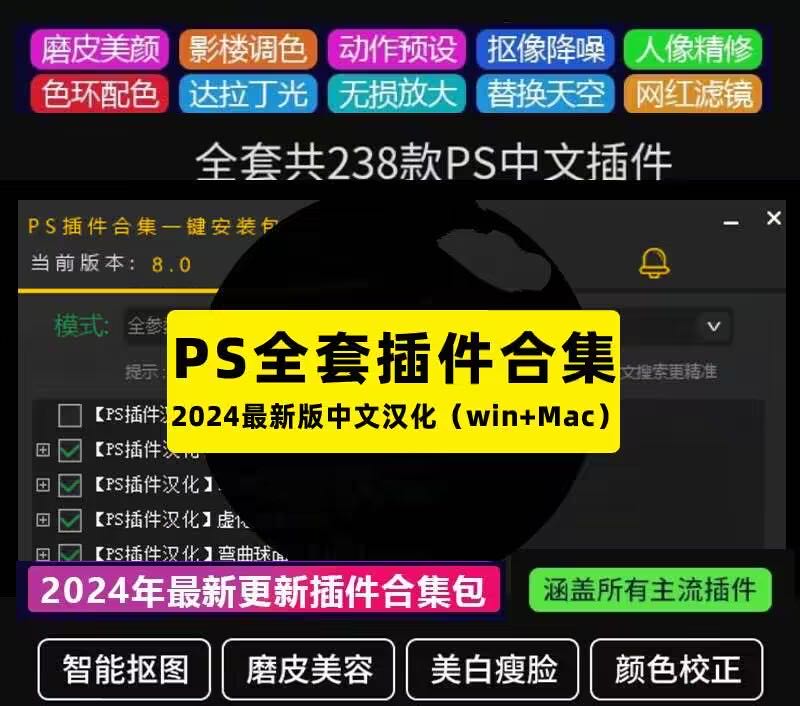 磨皮美颜 影楼调色 动作预设 抠像降噪 人像精修
色环配色 达拉丁光 无损放大 替换天空 网红滤镜
全套共238款PS中文插件
PS插件合集一键安装包
当前版本: 8.0
模式: 全参
PS全套插件合集
提示: 文搜索更精准
2024最新版中文汉化（win+Mac）
【PS插件汉
【PS插件汉化
【PS插件汉化】
【PS插件汉化】虚化
【PS插件汉化】弯曲球面
2024年最新更新插件合集包 涵盖所有主流插件
智能抠图 磨皮美容 美白瘦脸 颜色校正